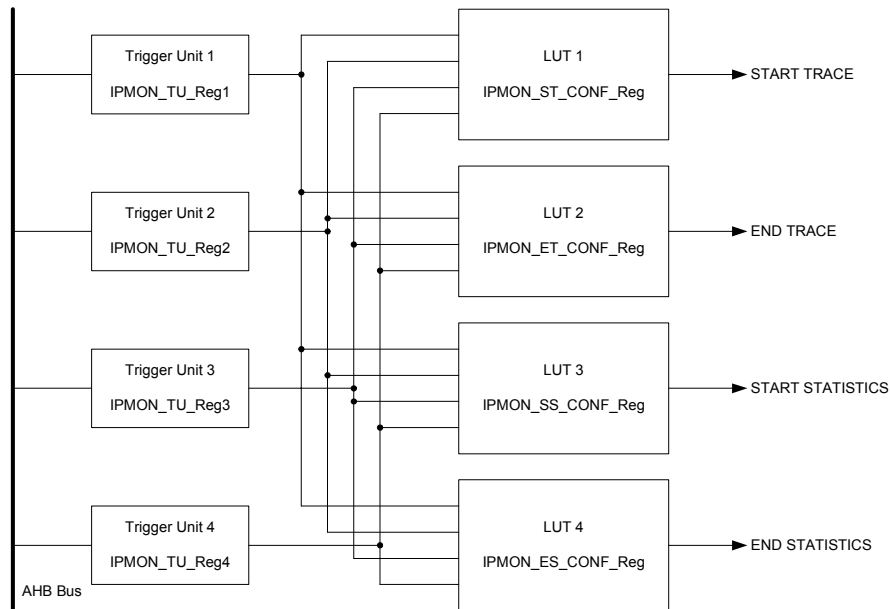 Trigger Unit 1
IPMON_TU_Reg1
LUT 1
IPMON_ST_CONF_Reg
START TRACE
Trigger Unit 2
IPMON_TU_Reg2
LUT 2
IPMON_ET_CONF_Reg
END TRACE
Trigger Unit 3
IPMON_TU_Reg3
LUT 3
IPMON_SS_CONF_Reg
START STATISTICS
Trigger Unit 4
IPMON_TU_Reg4
LUT 4
IPMON_ES_CONF_Reg
END STATISTICS
AHB Bus